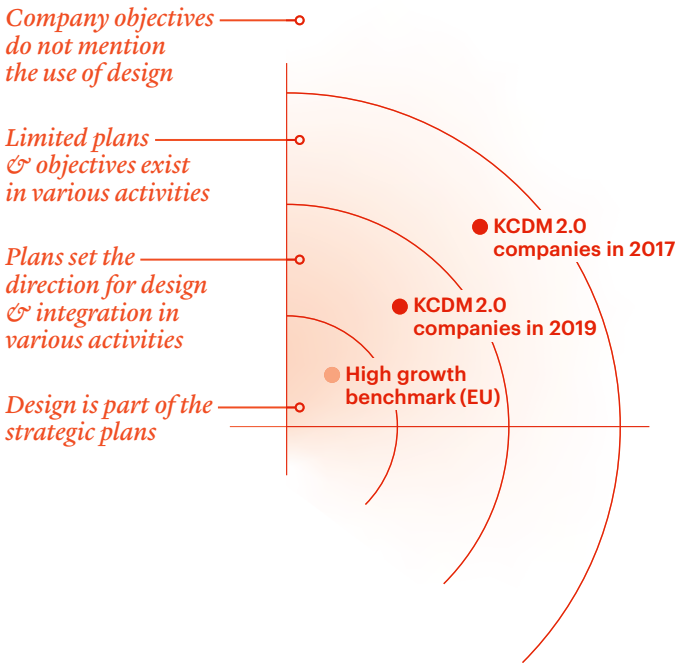 Company objectives
do not mention
the use of design
Limited plans
& objectives exist
in various activities
KCDM 2.0
companies in 2017
Plans set the
direction for design
& integration in
various activities
KCDM 2.0
companies in 2019
High growth
benchmark (EU)
Design is part of the
strategic plans